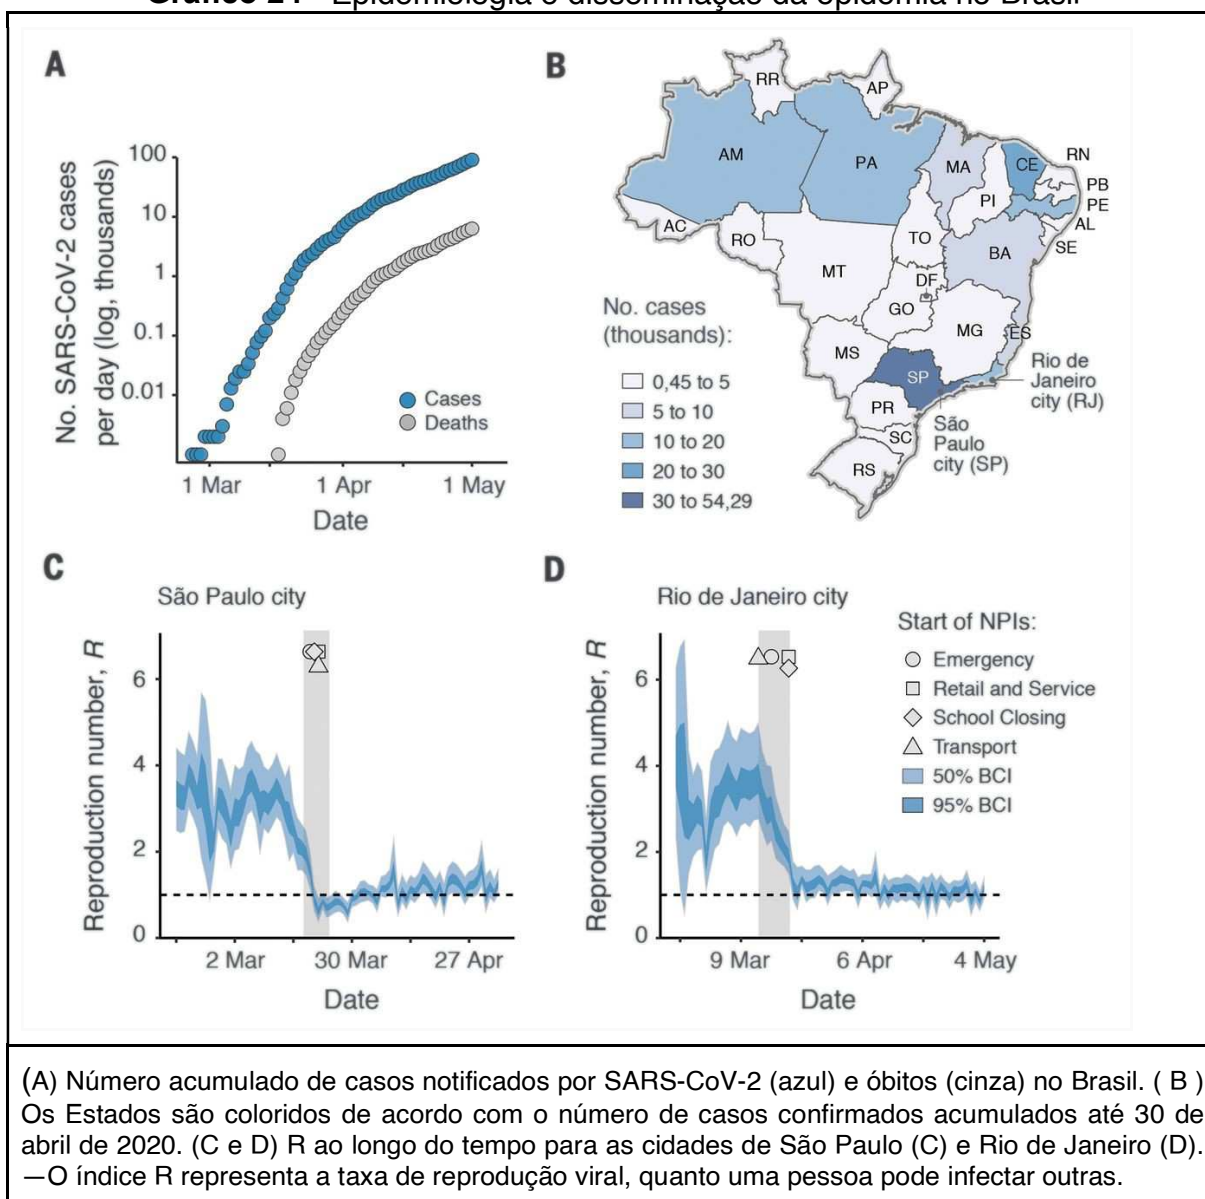 Gráfico 24 - Epidemiologia e disseminação da epidemia no Brasil
A
No. SARS-CoV-2 cases
per day (log, thousands)
100
10
1
0.1
0.01
Cases
Deaths
1 Mar
1 Apr
1 May
Date
B
RR
AP
AM
PA
MA
CE
RN
PB
PE
AL
SE
PI
AC
RO
TO
BA
MT
DF
GO
MG
ES
MS
SP
PR
SC
RS
Rio de
Janeiro
city (RJ)
São
Paulo
city (SP)
No. cases
(thousands):
0,45 to 5
5 to 10
10 to 20
20 to 30
30 to 54,29
C
São Paulo city
Reproduction number, R
6
4
2
0
2 Mar
30 Mar
27 Apr
Date
D
Rio de Janeiro city
Reproduction number, R
6
4
2
0
9 Mar
6 Apr
4 May
Date
Start of NPIs:
Emergency
Retail and Service
School Closing
Transport
50% BCI
95% BCI
(A) Número acumulado de casos notificados por SARS-CoV-2 (azul) e óbitos (cinza) no Brasil. ( B )
Os Estados são coloridos de acordo com o número de casos confirmados acumulados até 30 de
abril de 2020. (C e D) R ao longo do tempo para as cidades de São Paulo (C) e Rio de Janeiro (D).
—O índice R representa a taxa de reprodução viral, quanto uma pessoa pode infectar outras.